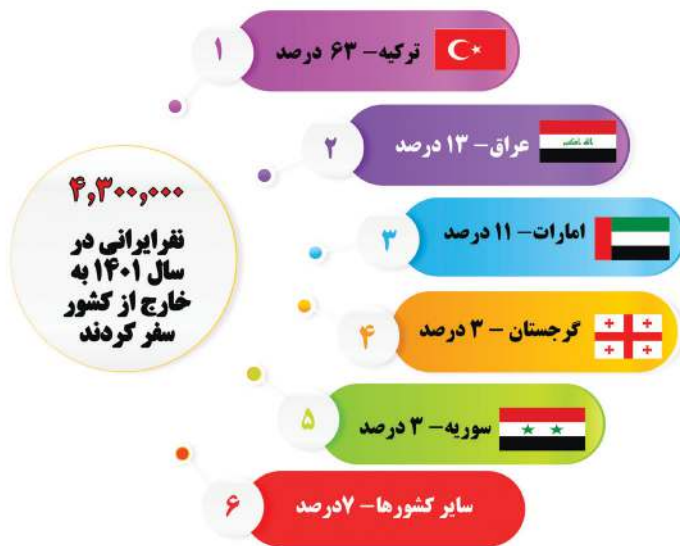 ۱
ترکیه- ۶۳ درصد
۲
عراق- ۱۳ درصد
۳
امارات- ۱۱ درصد
۴
گرجستان - ۳ درصد
۵
سوریه- ۳ درصد
۶
سایر کشورها- ۷درصد
۴,۳۰۰,۰۰۰
نفرایرانی در
سال ۱۴۰۱ به
خارج از کشور
سفر کردند